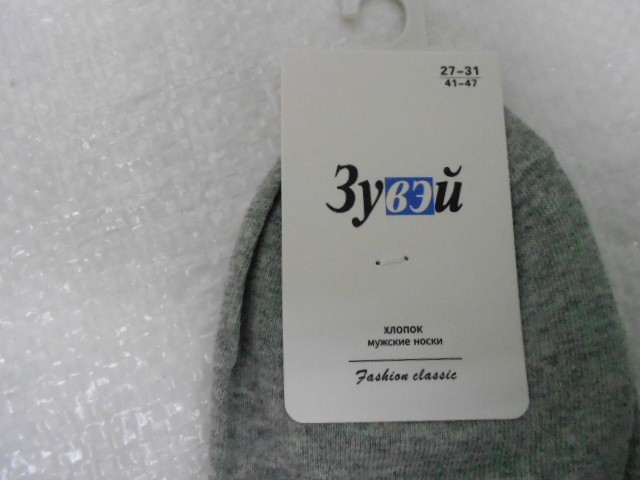 27-31
41-47
Зувэй
хлопок
мужские носки
Fashion classic